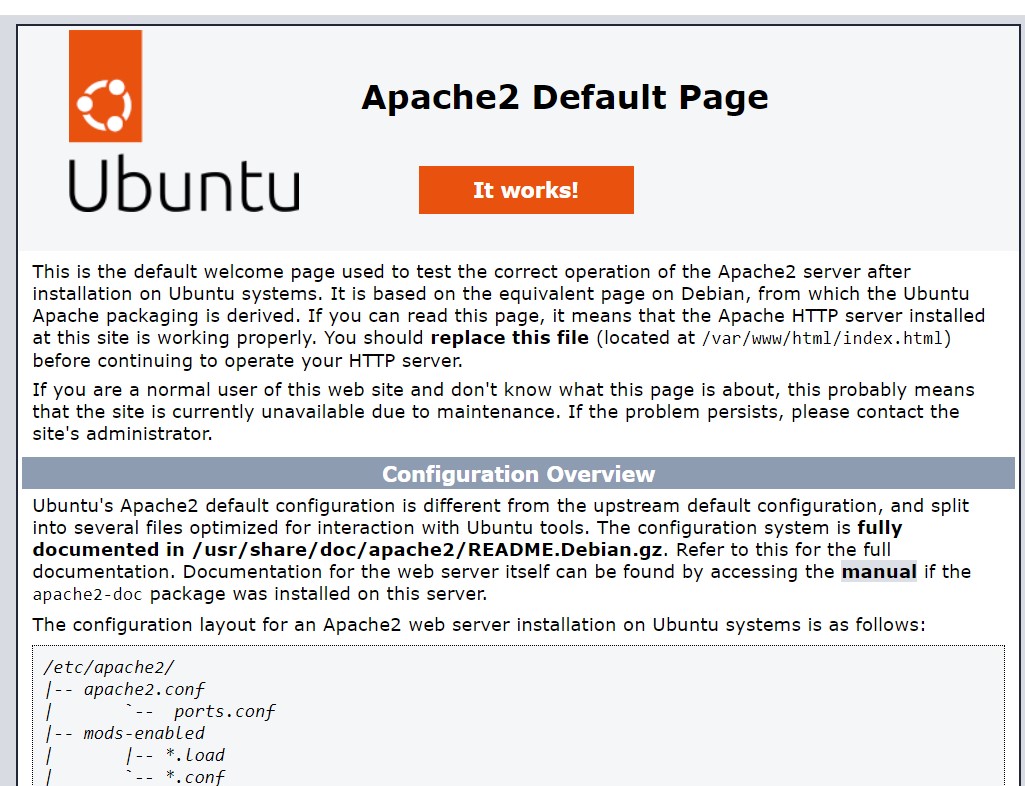 Ubuntu
Apache2 Default Page
It works!
This is the default welcome page used to test the correct operation of the Apache2 server after
installation on Ubuntu systems. It is based on the equivalent page on Debian, from which the Ubuntu
Apache packaging is derived. If you can read this page, it means that the Apache HTTP server installed
at this site is working properly. You should replace this file (located at /var/www/html/index.html)
before continuing to operate your HTTP server.
If you are a normal user of this web site and don't know what this page is about, this probably means
that the site is currently unavailable due to maintenance. If the problem persists, please contact the
site's administrator.
Configuration Overview
Ubuntu's Apache2 default configuration is different from the upstream default configuration, and split
into several files optimized for interaction with Ubuntu tools. The configuration system is fully
documented in /usr/share/doc/apache2/README.Debian.gz. Refer to this for the full
documentation. Documentation for the web server itself can be found by accessing the manual if the
apache2-doc package was installed on this server.
The configuration layout for an Apache2 web server installation on Ubuntu systems is as follows:
/etc/apache2/
|-- apache2.conf
|       `--  ports.conf
|-- mods-enabled
|       |-- *.load
|       `-- *.conf